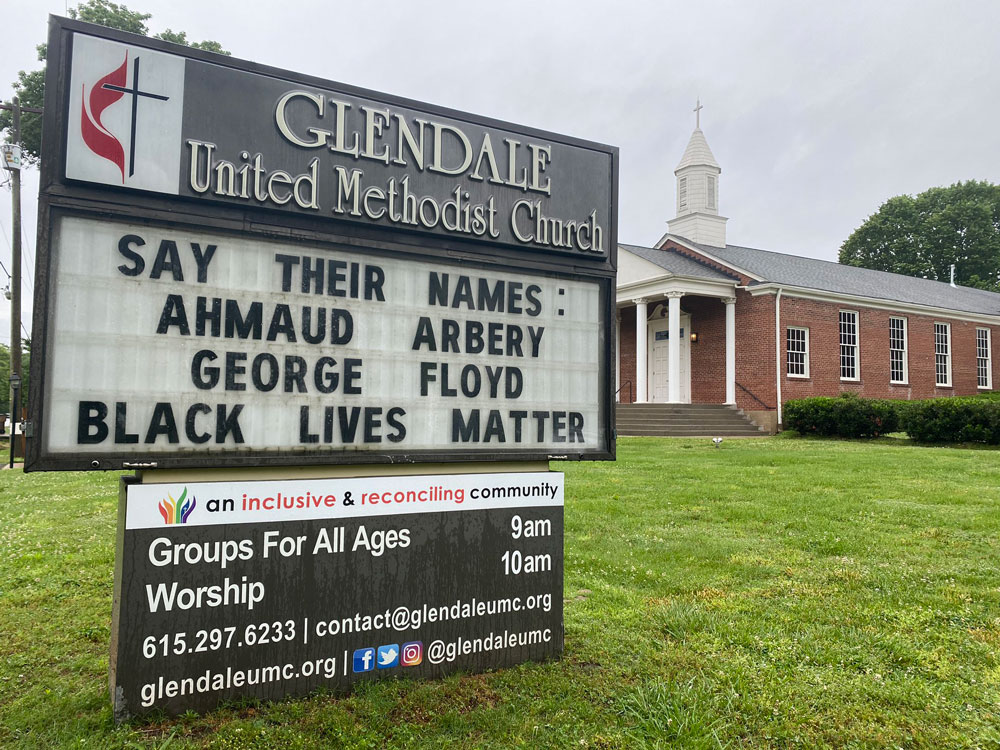 GLENDALE
United Methodist Church
SAY THEIR NAMES:
AHMAUD ARBERY
GEORGE FLOYD
BLACK LIVES MATTER
an inclusive & reconciling community
Groups For All Ages 9am
Worship 10am
615.297.6233 | contact@glendaleumc.org
glendaleumc.org | @glendaleumc